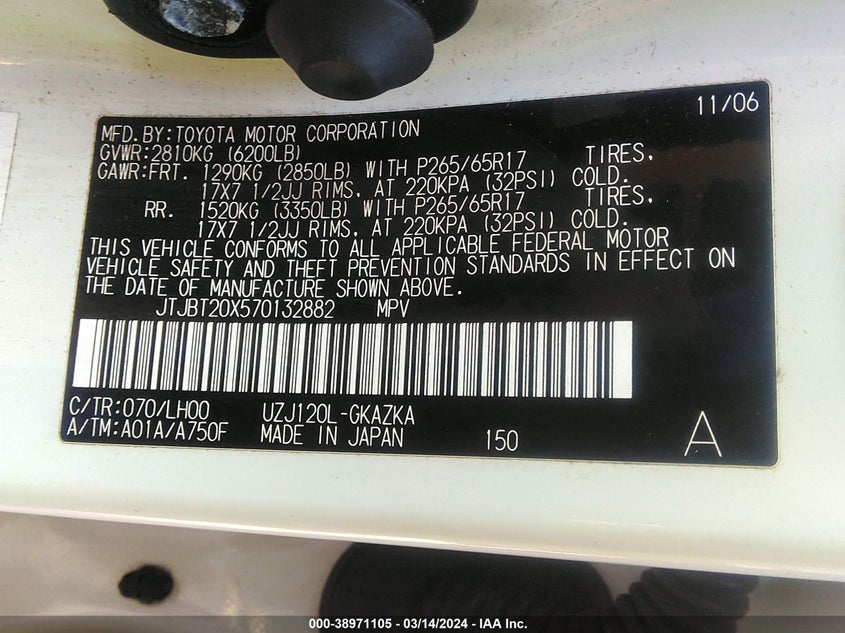 11/06
MFD.BY:TOYOTA MOTOR CORPORATION
GVWR:2810KG (6200LB)
GAWR:FRT. 1290KG (2850LB) WITH P265/65R17 TIRES,
17X7 1/2JJ RIMS, AT 220KPA (32PSI) COLD.
RR. 1520KG (3350LB) WITH P265/65R17 TIRES,
17X7 1/2JJ RIMS, AT 220KPA (32PSI) COLD.
THIS VEHICLE CONFORMS TO ALL APPLICABLE FEDERAL MOTOR
VEHICLE SAFETY AND THEFT PREVENTION STANDARDS IN EFFECT ON
THE DATE OF MANUFACTURE SHOWN ABOVE.
JTJBT20X570132882 MPV
C/TR:070/LH00 UZJ120L-GKAZKA
A/TM:A01A/A750F MADE IN JAPAN 150 A
000-38971105 - 03/14/2024 - IAA Inc.